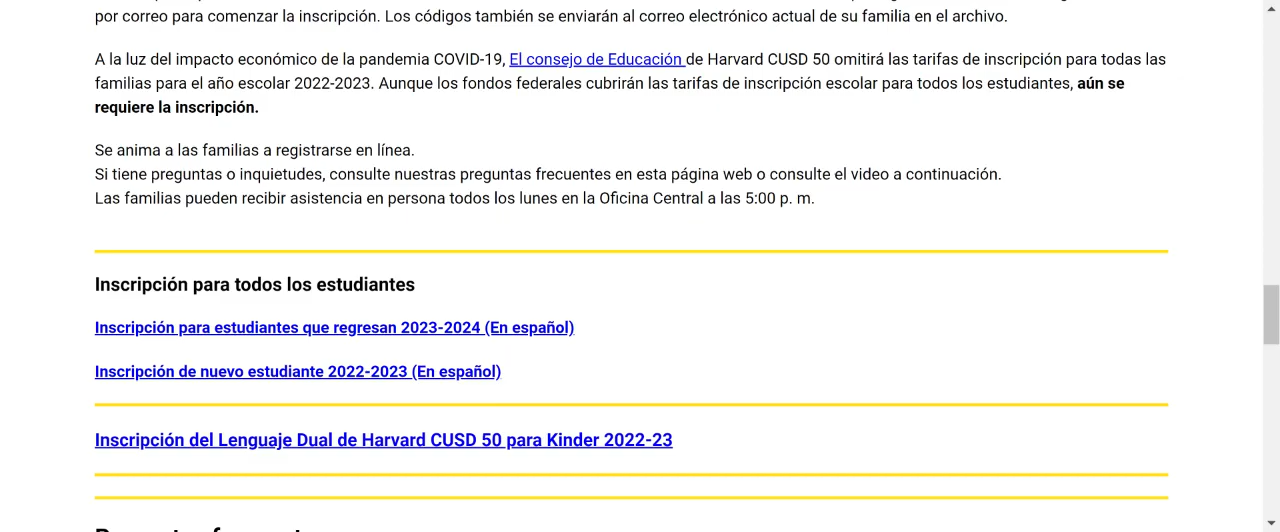 por correo para comenzar la inscripción. Los códigos también se enviarán al correo electrónico actual de su familia en el archivo.
A la luz del impacto económico de la pandemia COVID-19, El consejo de Educación de Harvard CUSD 50 omitirá las tarifas de inscripción para todas las
familias para el año escolar 2022-2023. Aunque los fondos federales cubrirán las tarifas de inscripción escolar para todos los estudiantes, aún se
requiere la inscripción.
Se anima a las familias a registrarse en línea.
Si tiene preguntas o inquietudes, consulte nuestras preguntas frecuentes en esta página web o consulte el video a continuación.
Las familias pueden recibir asistencia en persona todos los lunes en la Oficina Central a las 5:00 p. m.
Inscripción para todos los estudiantes
Inscripción para estudiantes que regresan 2023-2024 (En español)
Inscripción de nuevo estudiante 2022-2023 (En español)
Inscripción del Lenguaje Dual de Harvard CUSD 50 para Kinder 2022-23